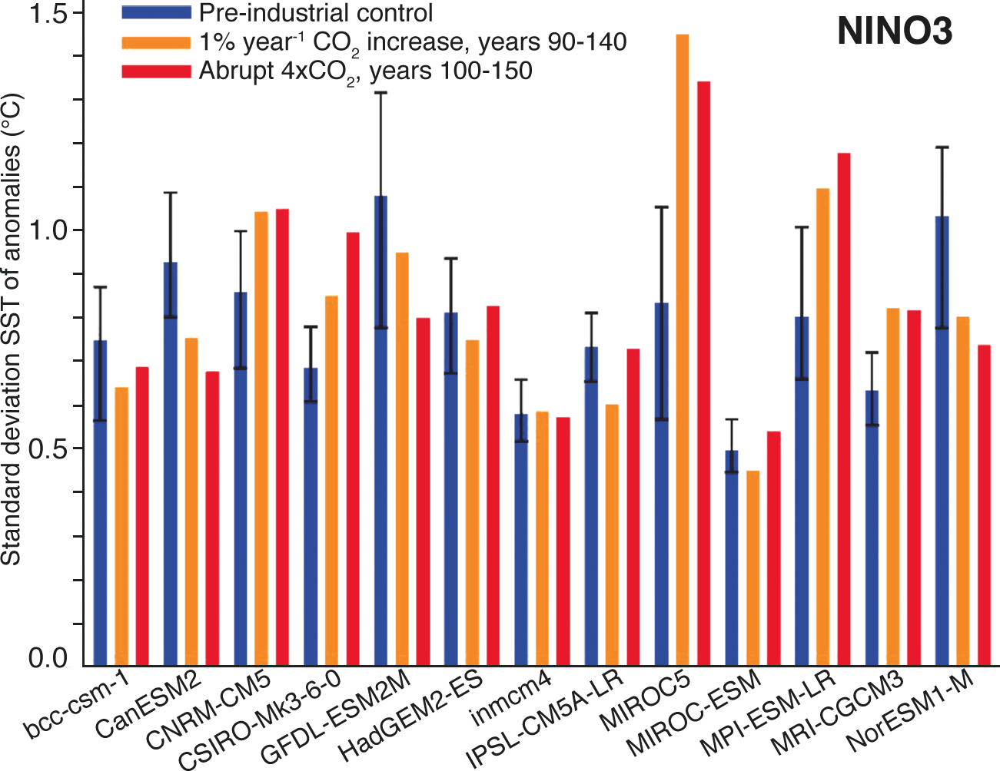 1.5
Pre-industrial control
NINO3
1% year⁻¹ CO₂ increase, years 90-140
Abrupt 4xCO₂, years 100-150
Standard deviation SST of anomalies (°C)
1.0
0.5
0.0
bcc-csm-1
CanESM2
CNRM-CM5
CSIRO-Mk3-6-0
GFDL-ESM2M
HadGEM2-ES
inmcm4
IPSL-CM5A-LR
MIROC5
MIROC-ESM
MPI-ESM-LR
MRI-CGCM3
NorESM1-M